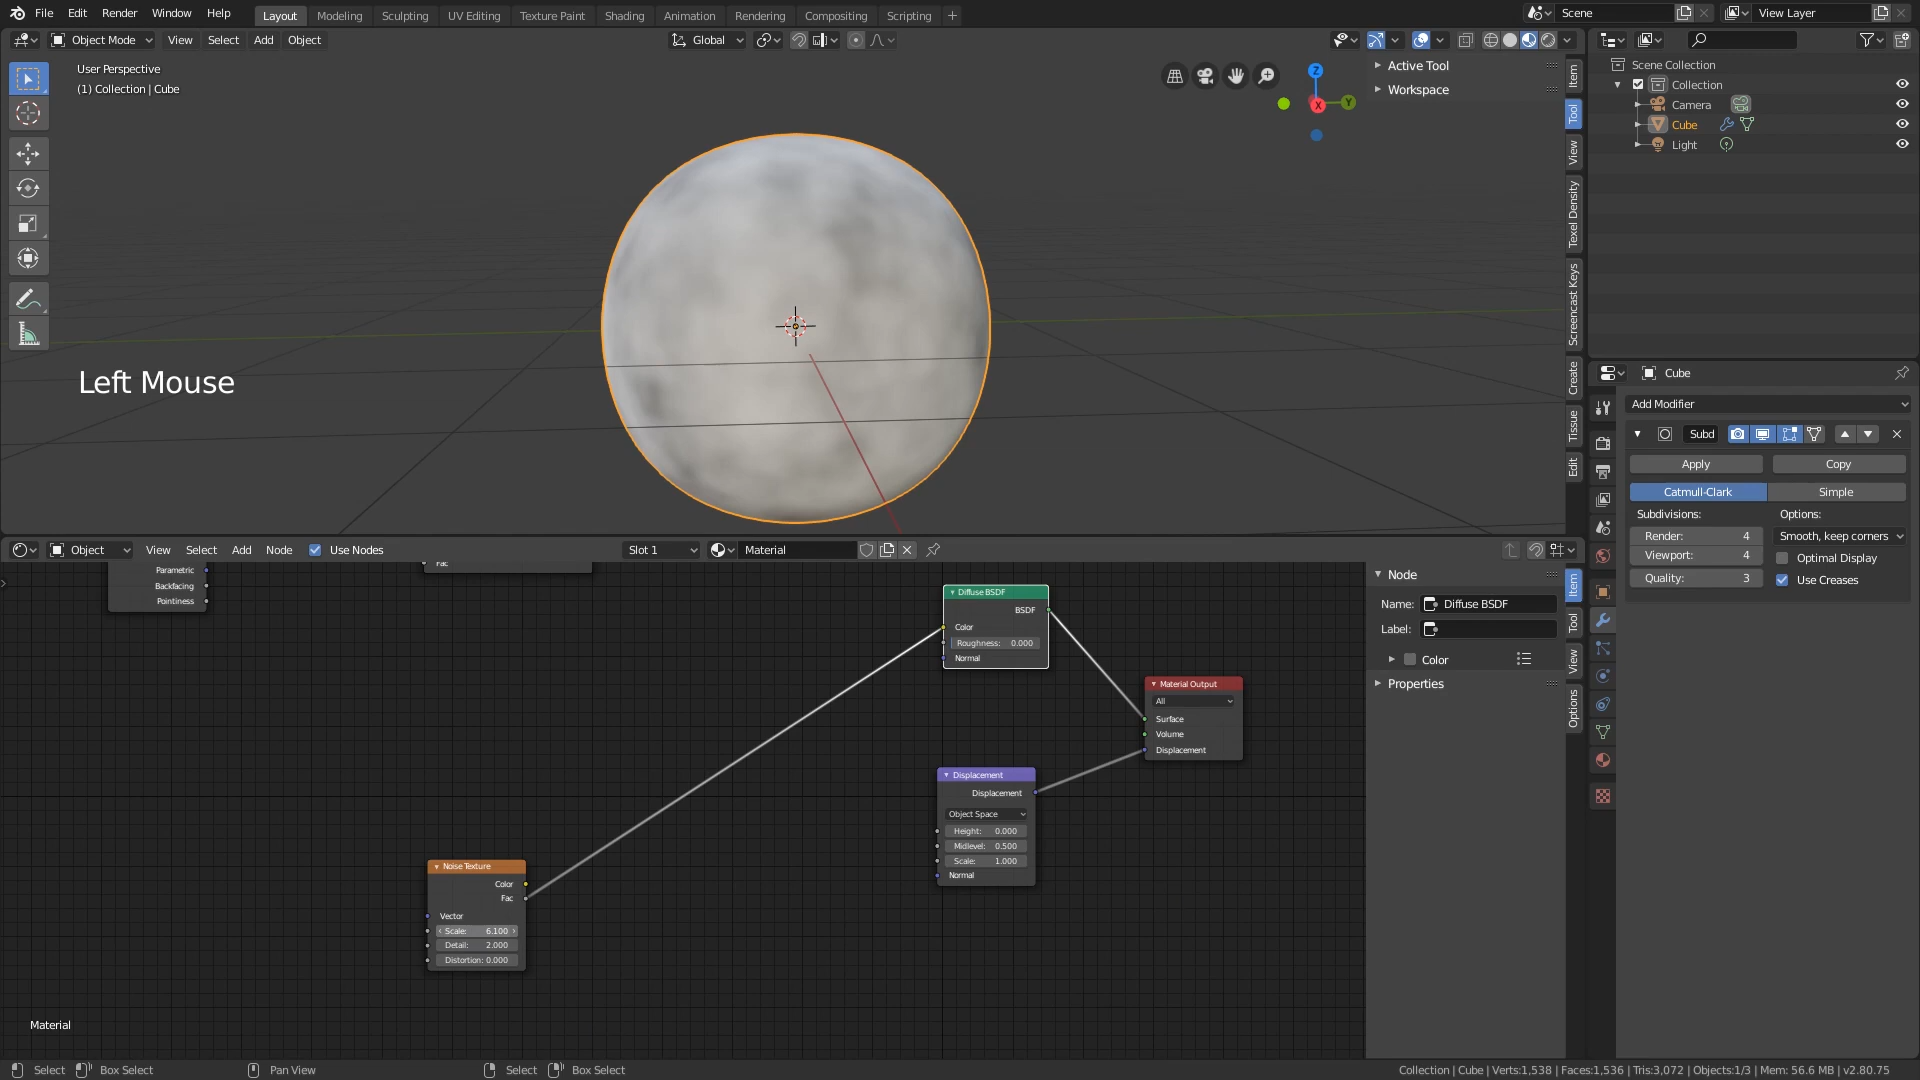 File Edit Render Window Help Layout Modeling Sculpting UV Editing Texture Paint Shading Animation Rendering Compositing Scripting + Scene View Layer
Object Mode View Select Add Object Global
User Perspective
(1) Collection | Cube
Z
X
Y
Active Tool
Workspace
Item
Tool
View
Texel Density
Screencast Keys
Create
Tissue
Edit
Left Mouse
Scene Collection
Collection
Camera
Cube
Light
Cube
Add Modifier
Subd
Apply Copy
Catmull-Clark Simple
Subdivisions: Options:
Render: 4 Smooth, keep corners
Viewport: 4 Optimal Display
Quality: 3 Use Creases
Object View Select Add Node Use Nodes Slot 1 Material
Parametric
Backfacing
Pointiness
Fac
Diffuse BSDF
BSDF
Color
Roughness: 0.000
Normal
Material Output
All
Surface
Volume
Displacement
Displacement
Displacement
Object Space
Height: 0.000
Midlevel: 0.500
Scale: 1.000
Normal
Noise Texture
Color
Fac
Vector
Scale: 6.100
Detail: 2.000
Distortion: 0.000
Node
Name: Diffuse BSDF
Label:
Color
Properties
Item
Tool
View
Options
Material
Select Box Select Pan View Select Box Select Collection | Cube | Verts:1,538 | Faces:1,536 | Tris:3,072 | Objects:1/3 | Mem: 56.6 MB | v2.80.75